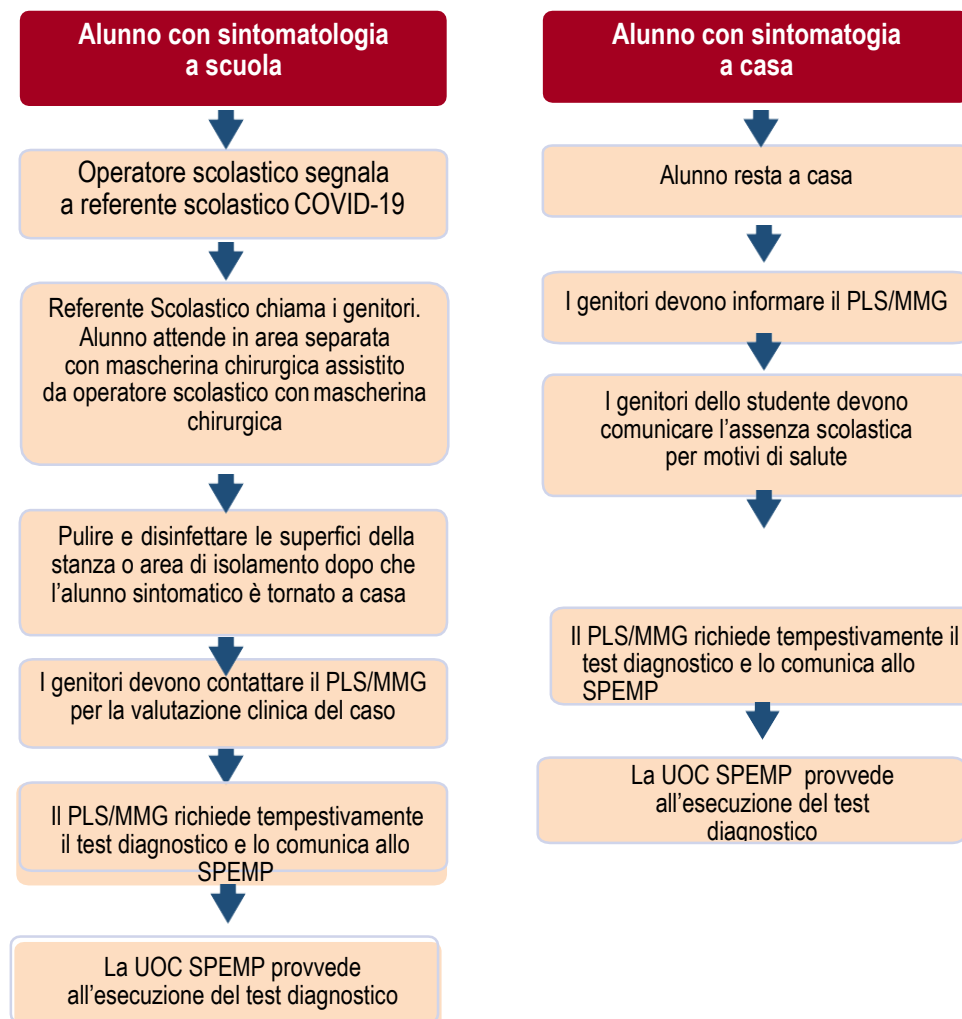 Alunno con sintomatologia
a scuola
Operatore scolastico segnala
a referente scolastico COVID-19
Referente Scolastico chiama i genitori.
Alunno attende in area separata
con mascherina chirurgica assistito
da operatore scolastico con mascherina
chirurgica
Pulire e disinfettare le superfici della
stanza o area di isolamento dopo che
l'alunno sintomatico è tornato a casa
I genitori devono contattare il PLS/MMG
per la valutazione clinica del caso
Il PLS/MMG richiede tempestivamente
il test diagnostico e lo comunica allo
SPEMP
La UOC SPEMP provvede
all'esecuzione del test diagnostico
Alunno con sintomatogia
a casa
Alunno resta a casa
I genitori devono informare il PLS/MMG
I genitori dello studente devono
comunicare l'assenza scolastica
per motivi di salute
Il PLS/MMG richiede tempestivamente il
test diagnostico e lo comunica allo
SPEMP
La UOC SPEMP provvede
all'esecuzione del test
diagnostico